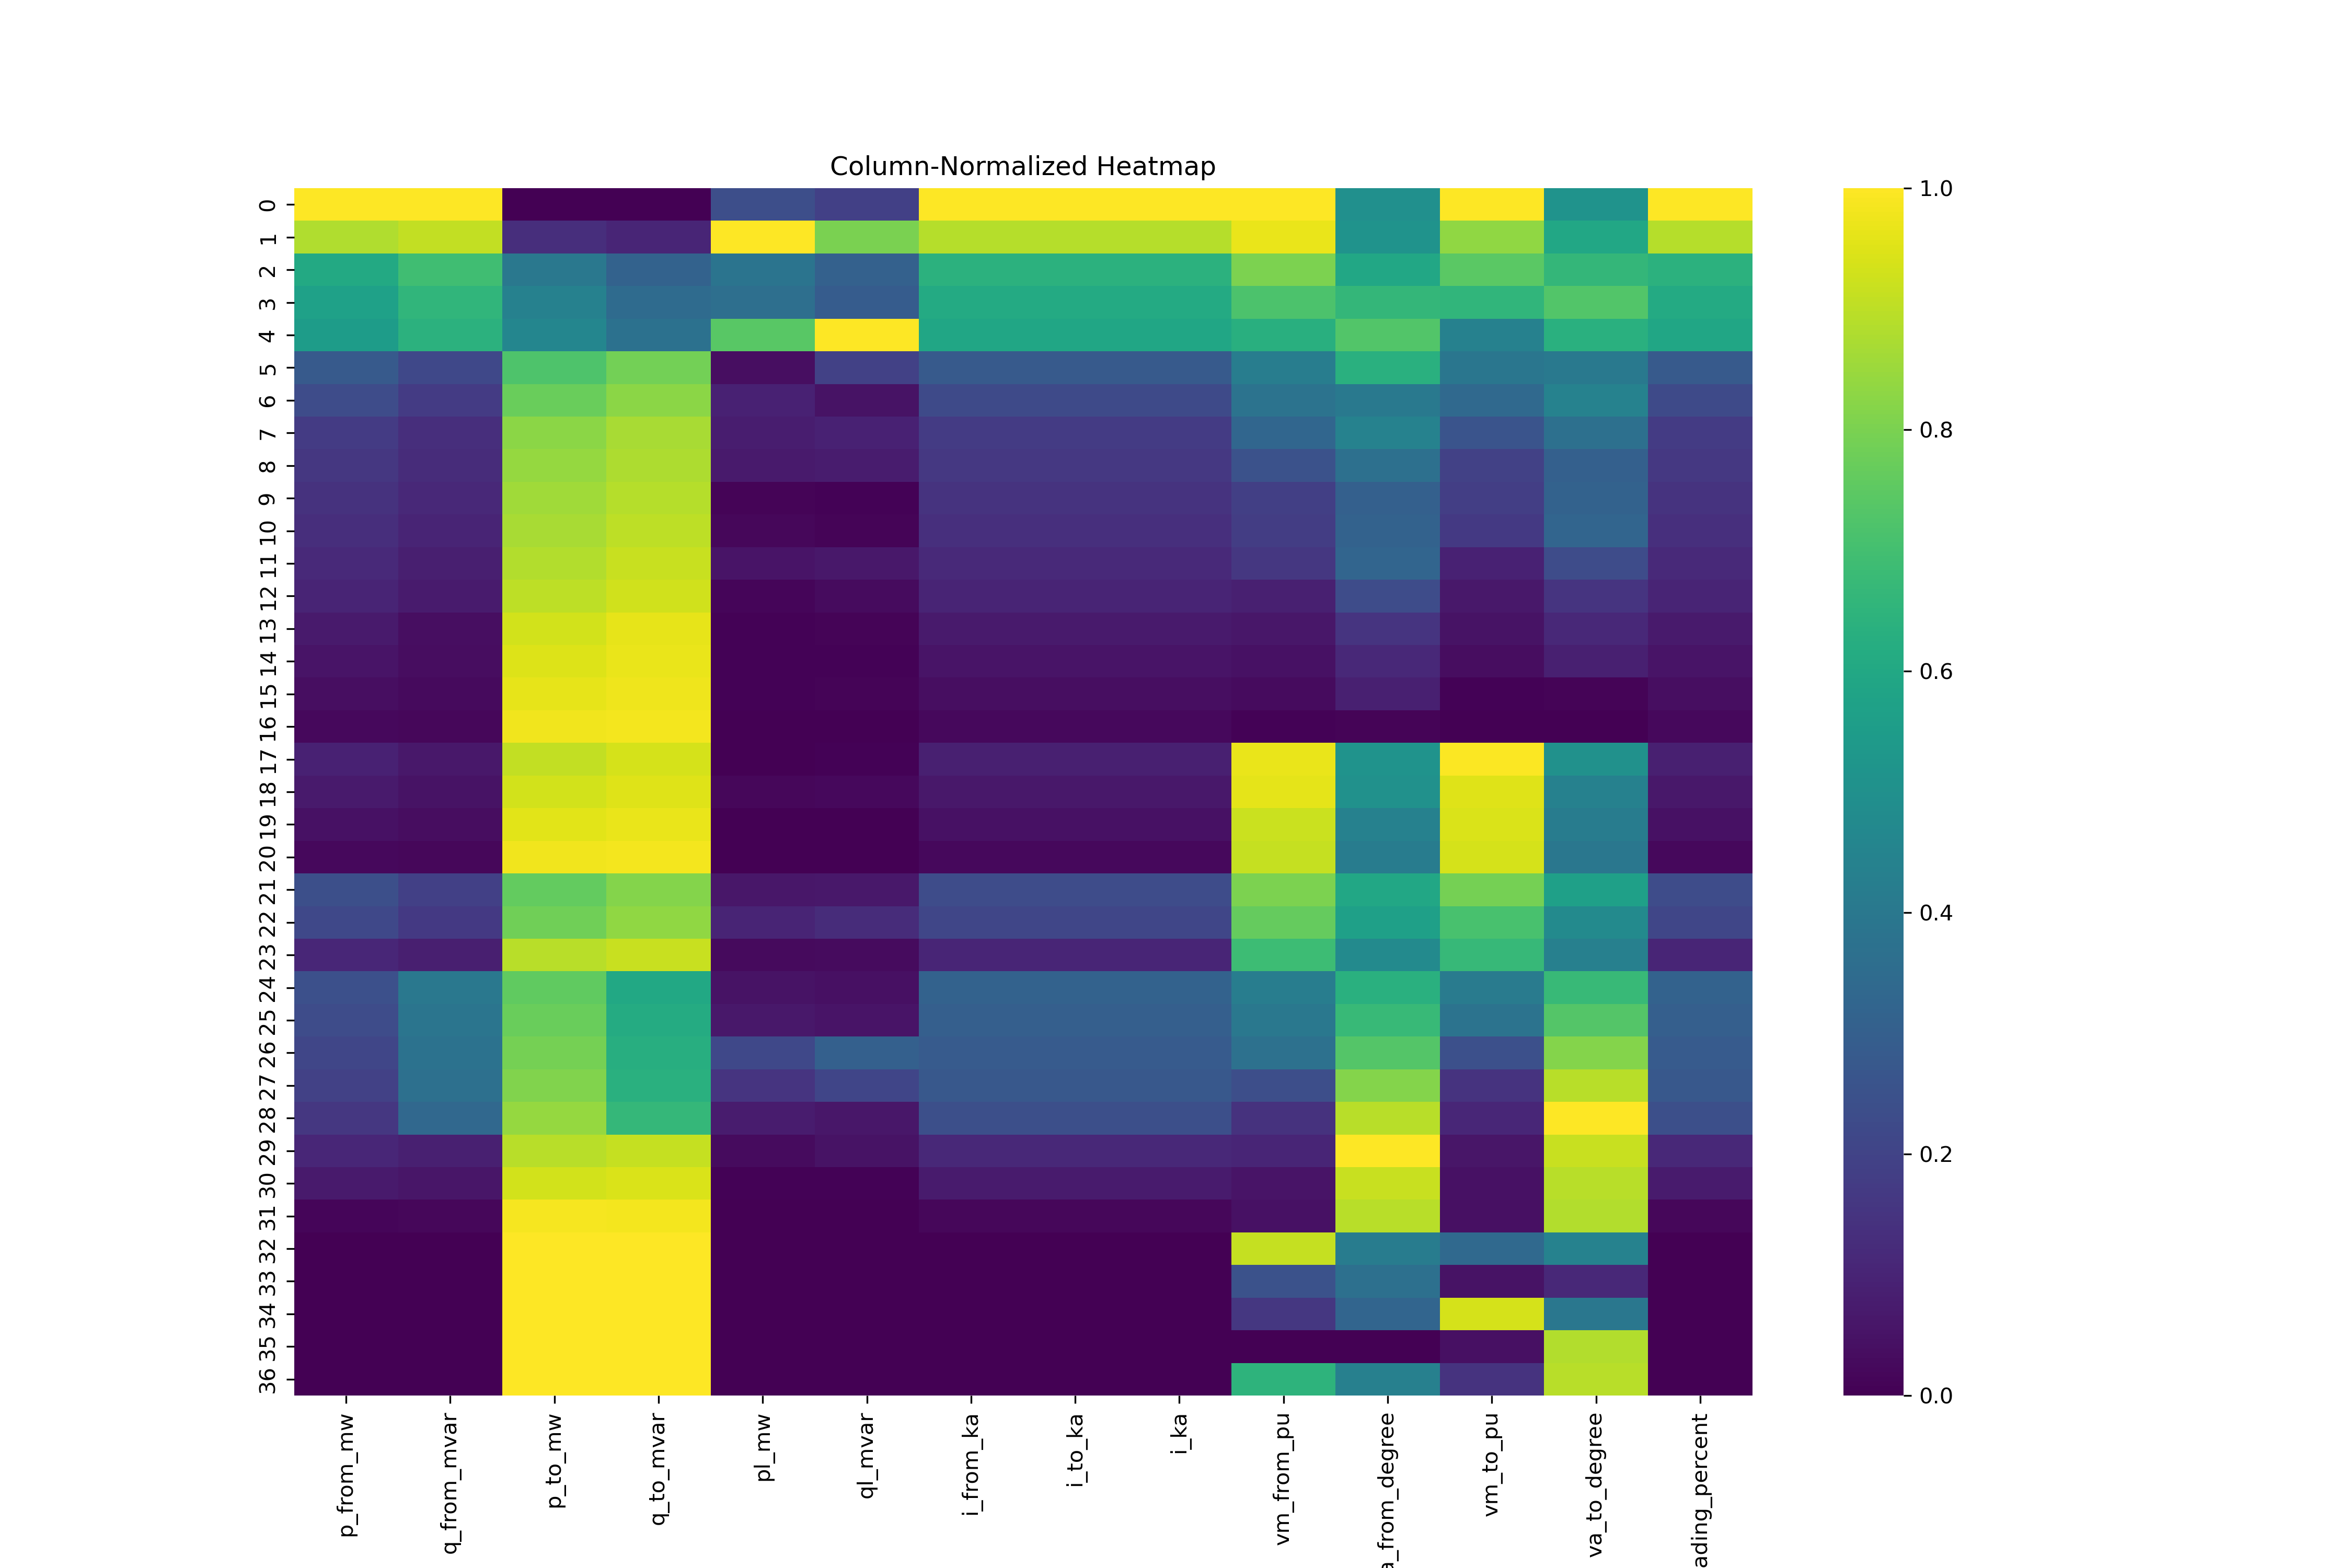 Column-Normalized Heatmap
0
1
2
3
4
5
6
7
8
9
10
11
12
13
14
15
16
17
18
19
20
21
22
23
24
25
26
27
28
29
30
31
32
33
34
35
36
p_from_mw
q_from_mvar
p_to_mw
q_to_mvar
pl_mw
ql_mvar
i_from_ka
i_to_ka
i_ka
vm_from_pu
a_from_degree
vm_to_pu
va_to_degree
ading_percent
1.0
0.8
0.6
0.4
0.2
0.0